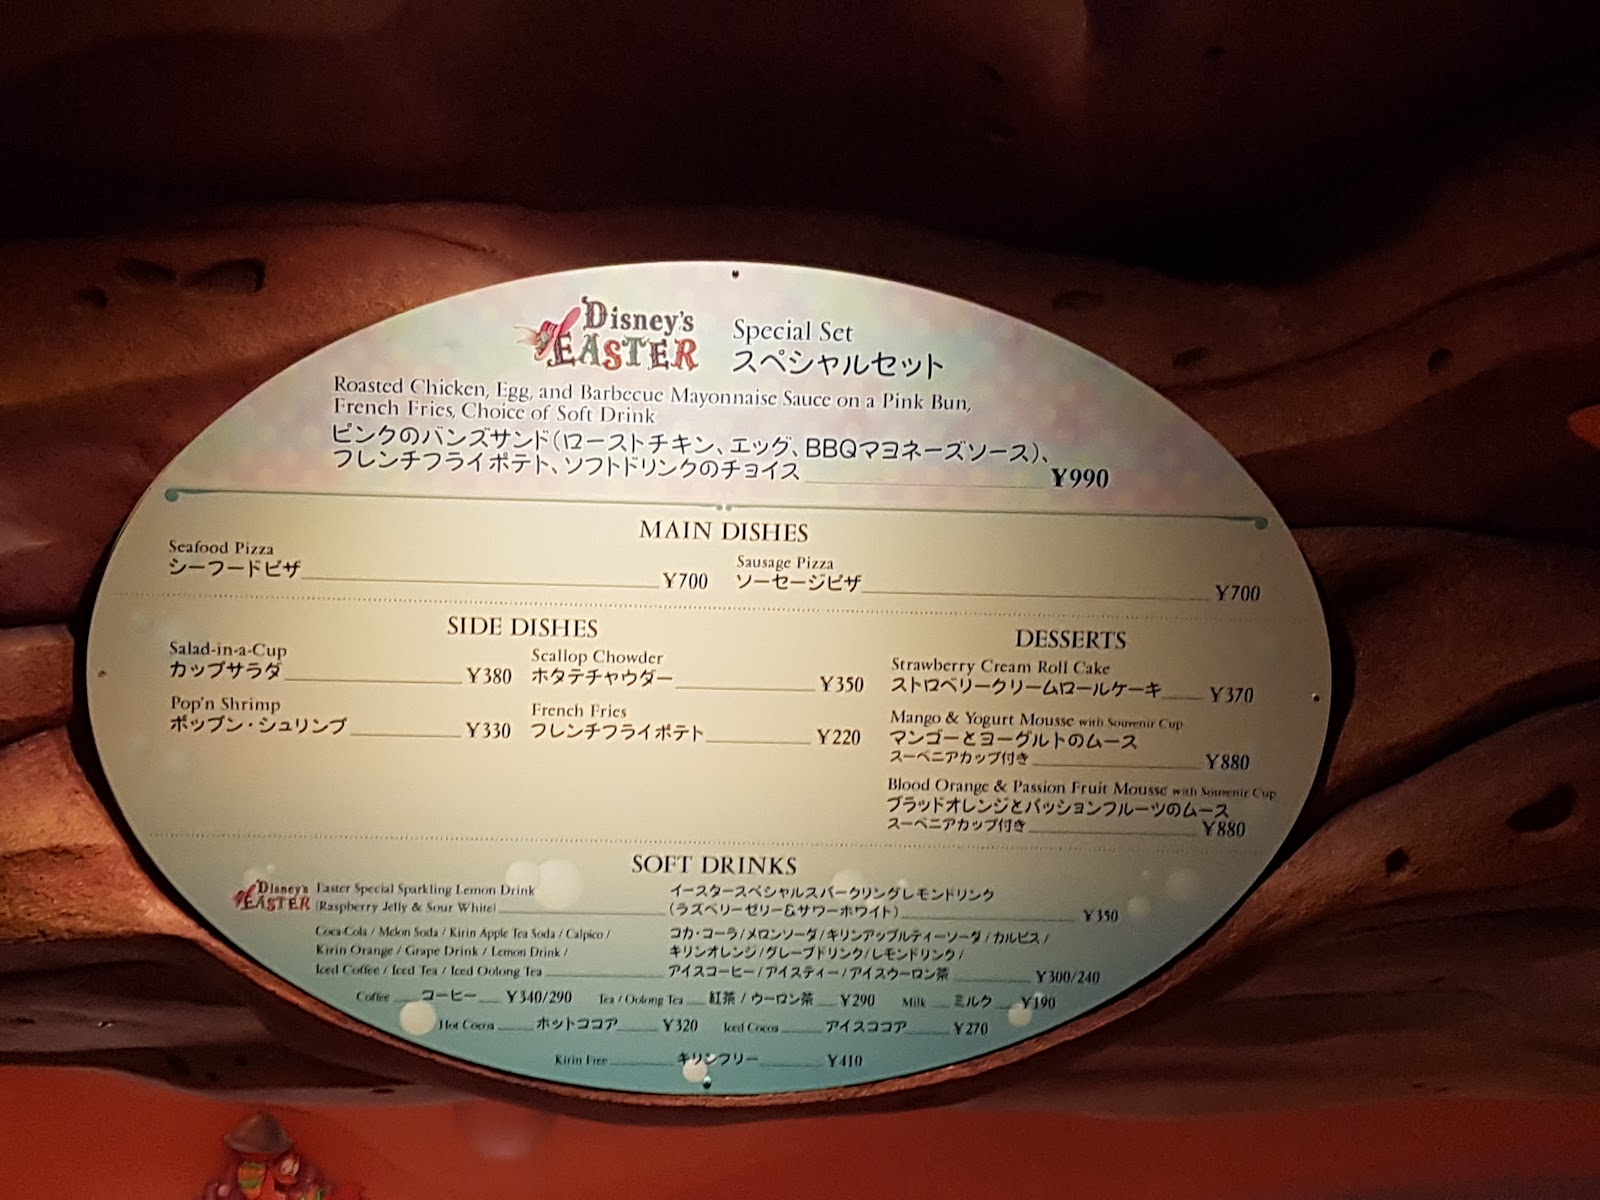 Disney's
EASTER
Special Set
スペシャルセット
Roasted Chicken, Egg, and Barbecue Mayonnaise Sauce on a Pink Bun,
French Fries, Choice of Soft Drink
ピンクのバンズサンド(ローストチキン、エッグ、BBQマヨネーズソース)、
フレンチフライポテト、ソフトドリンクのチョイス ¥990
MAIN DISHES
Seafood Pizza
シーフードピザ ¥700
Sausage Pizza
ソーセージピザ ¥700
SIDE DISHES
Salad-in-a-Cup
カップサラダ ¥380
Scallop Chowder
ホタテチャウダー ¥350
Pop'n Shrimp
ポップン・シュリンプ ¥330
French Fries
フレンチフライポテト ¥220
DESSERTS
Strawberry Cream Roll Cake
ストロベリークリームロールケーキ ¥370
Mango & Yogurt Mousse with Souvenir Cup
マンゴーとヨーグルトのムース
スーベニアカップ付き ¥880
Blood Orange & Passion Fruit Mousse with Souvenir Cup
ブラッドオレンジとパッションフルーツのムース
スーベニアカップ付き ¥880
SOFT DRINKS
Disney's
EASTER
Easter Special Sparkling Lemon Drink イースタースペシャルスパークリングレモンドリンク
(Raspberry Jelly & Sour White) (ラズベリーゼリー&サワーホワイト) ¥350
Coca-Cola / Melon Soda / Kirin Apple Tea Soda / Calpico / コカ・コーラ/メロンソーダ/キリンアップルティーソーダ/カルピス/
Kirin Orange / Grape Drink / Lemon Drink / キリンオレンジ/グレープドリンク/レモンドリンク/
Iced Coffee / Iced Tea / Iced Oolong Tea アイスコーヒー/アイスティー/アイスウーロン茶 ¥300/240
Coffee コーヒー ¥340/290 Tea / Oolong Tea 紅茶/ウーロン茶 ¥290 Milk ミルク ¥190
Hot Cocoa ホットココア ¥320 Iced Cocoa アイスココア ¥270
Kirin Free キリンフリー ¥410